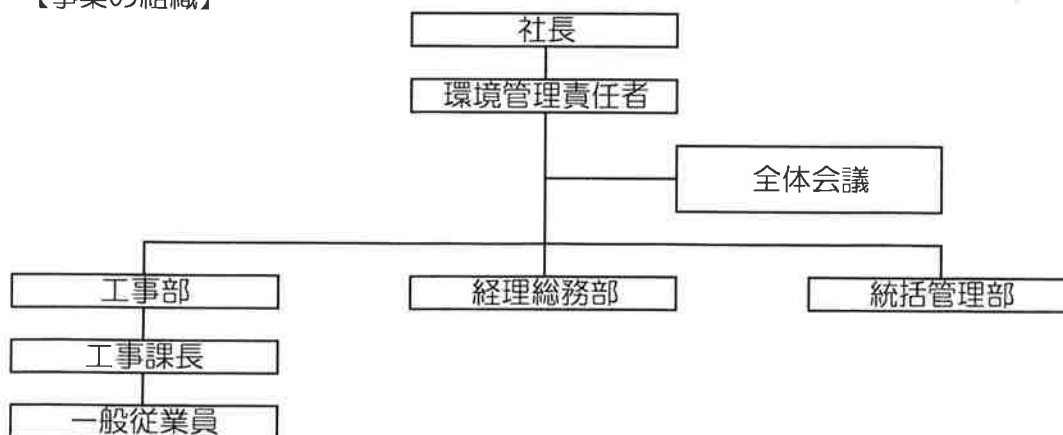 【事業の組織】
社長
環境管理責任者
全体会議
工事部
経理総務部
統括管理部
工事課長
一般従業員